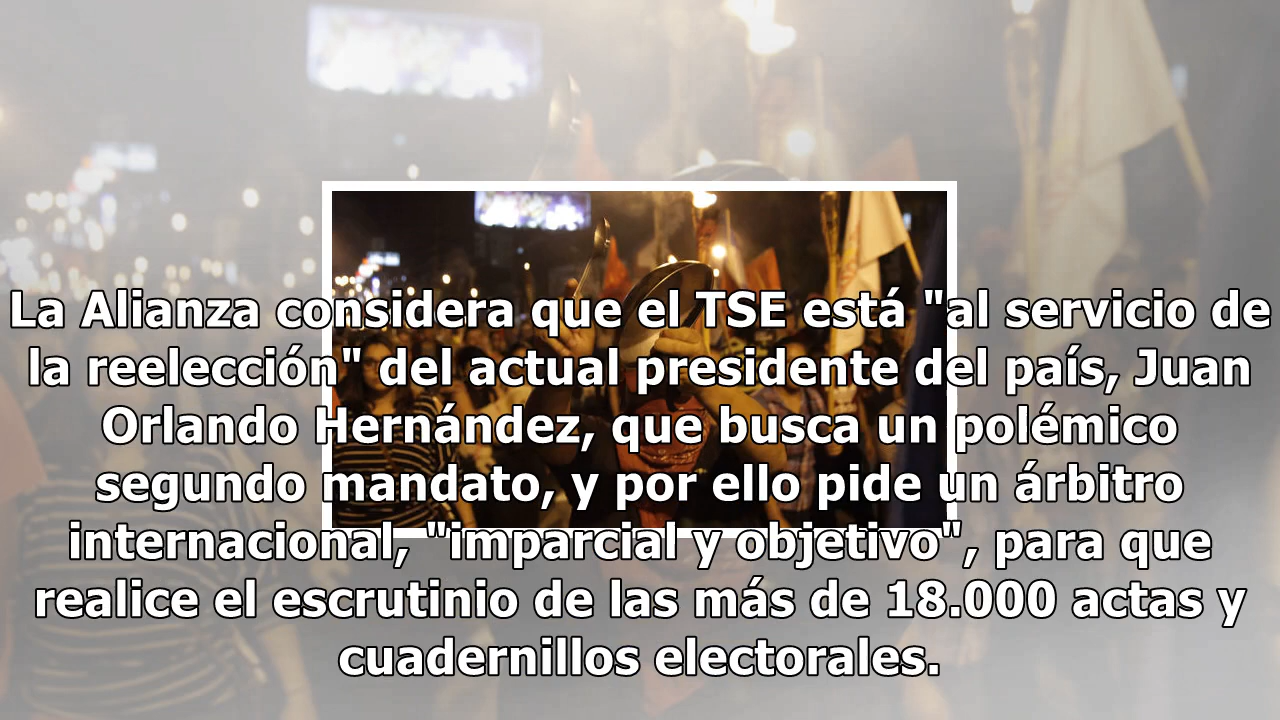 La Alianza considera que el TSE está "al servicio de
la reelección" del actual presidente del país, Juan
Orlando Hernández, que busca un polémico
segundo mandato, y por ello pide un árbitro
internacional, "imparcial y objetivo", para que
realice el escrutinio de las más de 18.000 actas y
cuadernillos electorales.